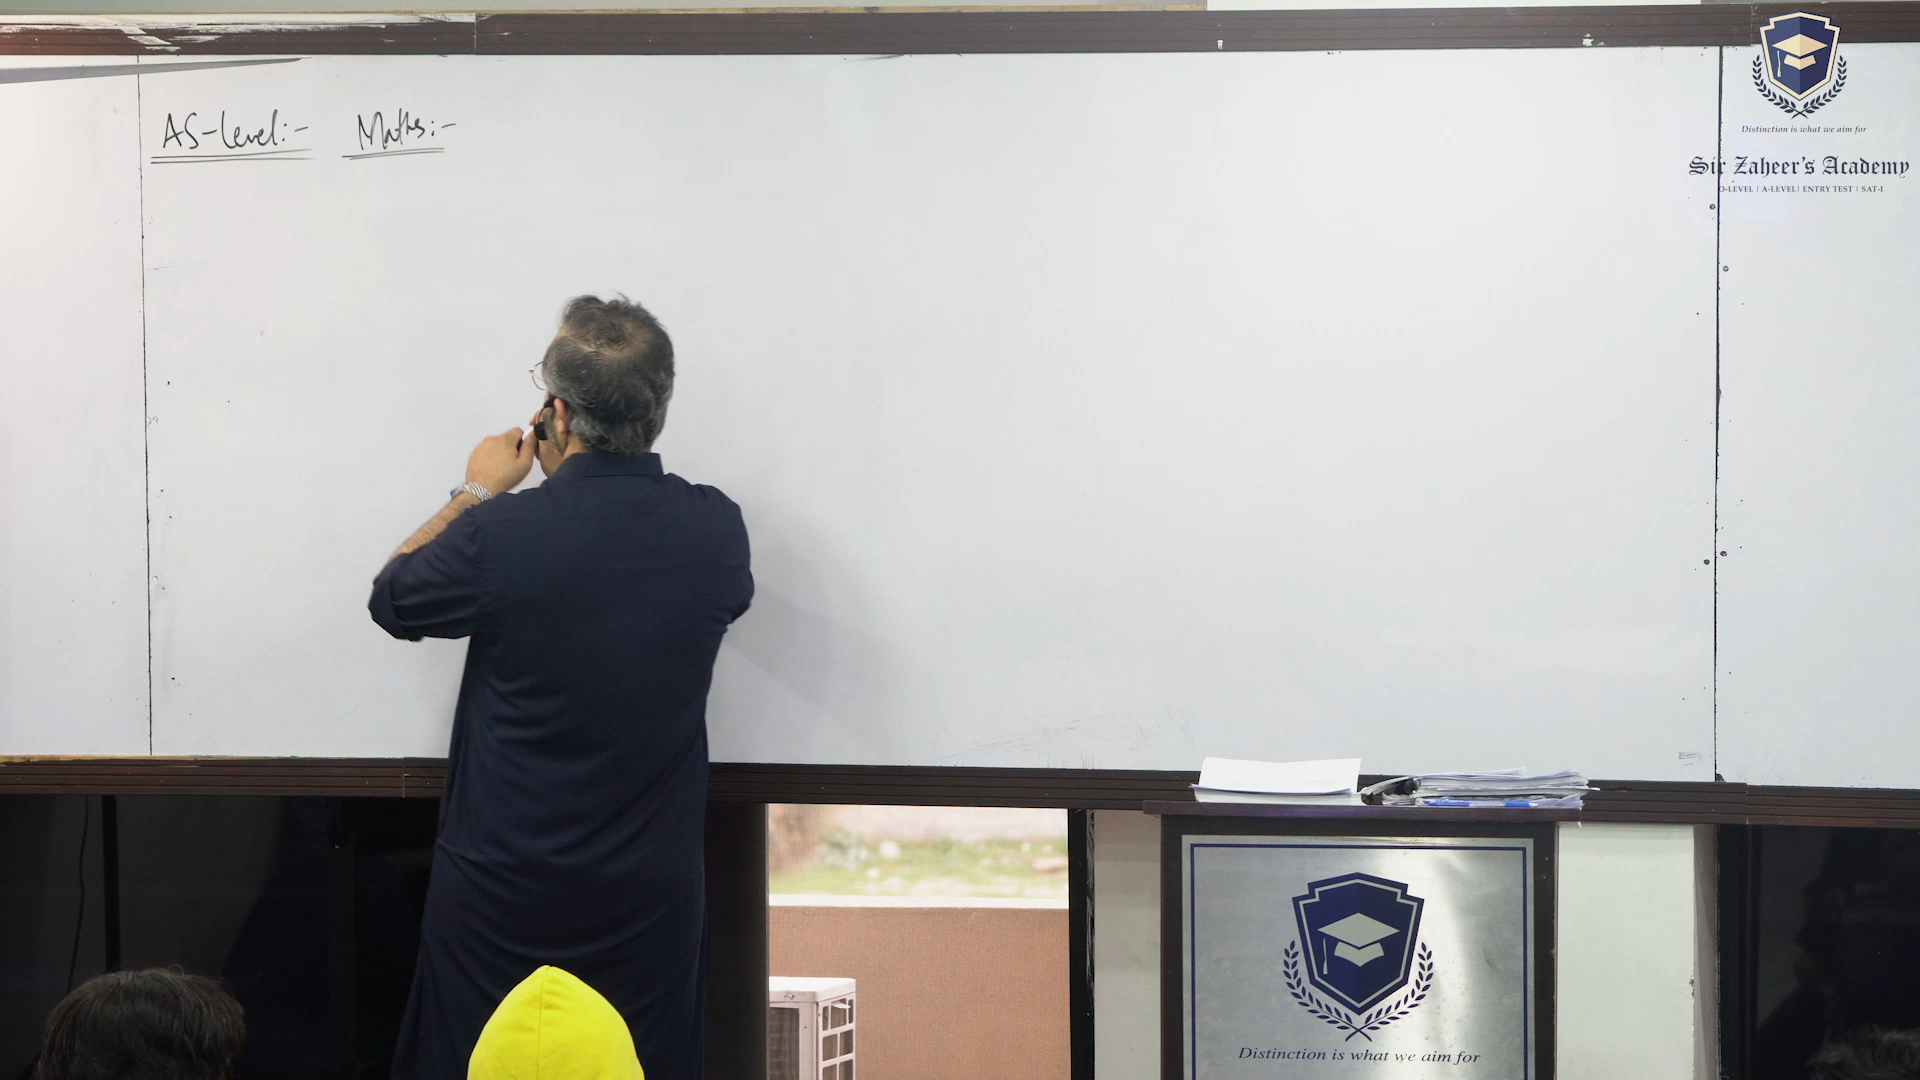 AS-Level:- Maths:-
Distinction is what we aim for
Sir Zaheer's Academy
O-LEVEL | A-LEVEL | ENTRY TEST | SAT-I
Distinction is what we aim for